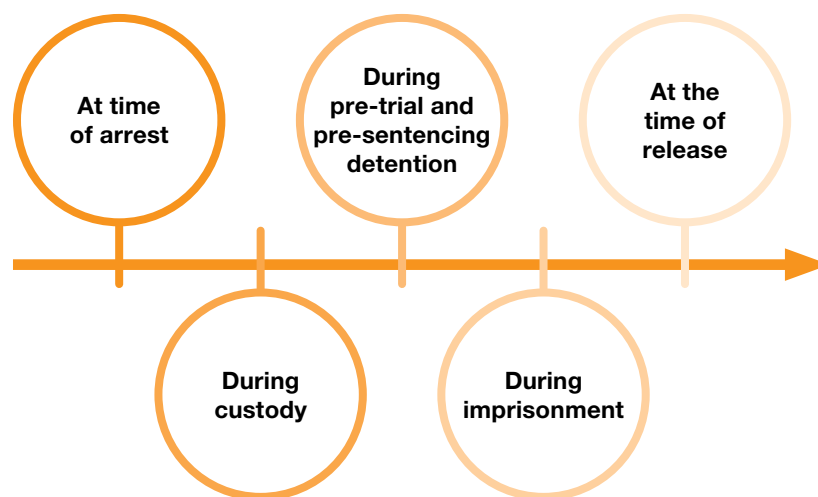 At time
of arrest
During
custody
During
pre-trial and
pre-sentencing
detention
During
imprisonment
At the
time of
release